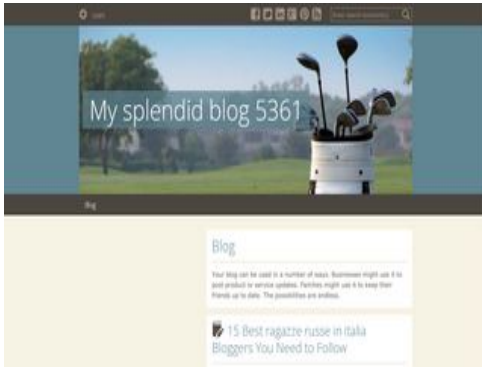 My splendid blog 5361
Blog
Blog
Your blog can be used in a number of ways. Businesses might use it to
post product or service updates. Families might use it to keep their
friends up to date. The possibilities are endless.
15 Best ragazze russe in italia
Bloggers You Need to Follow